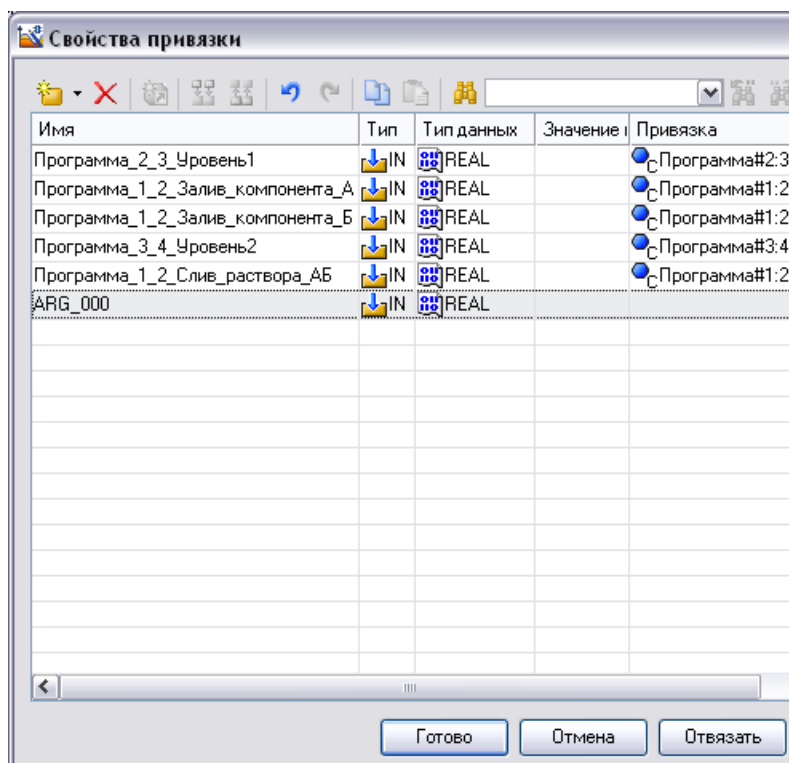 Свойства привязки
Имя Тип Тип данных Значение Привязка
Программа_2_3_Уровень1 IN REAL Программа#2:3
Программа_1_2_Залив_компонента_А IN REAL Программа#1:2
Программа_1_2_Залив_компонента_Б IN REAL Программа#1:2
Программа_3_4_Уровень2 IN REAL Программа#3:4
Программа_1_2_Слив_раствора_АБ IN REAL Программа#1:2
ARG_000 IN REAL
Готово Отмена Отвязать